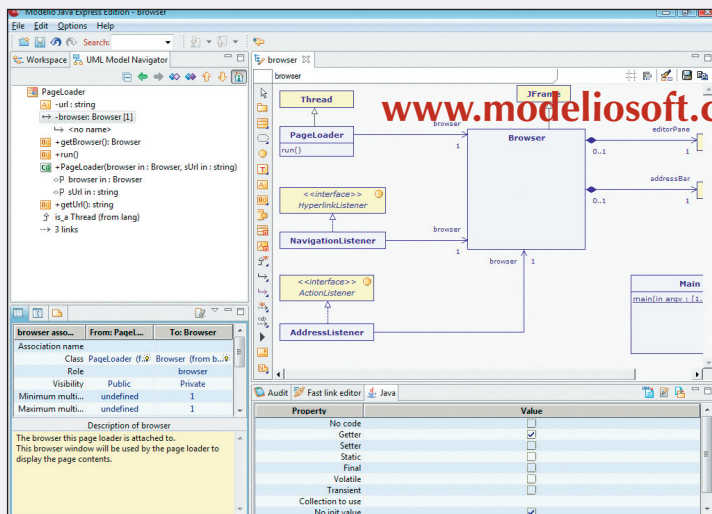 Modelio Java Express Edition - Browser
File Edit Options Help
Search:
Workspace UML Model Navigator
PageLoader
-url : string
-browser: Browser [1]
<no name>
+getBrowser(): Browser
+run()
+PageLoader(browser in : Browser, sUrl in : string)
browser in : Browser
sUrl in : string
+getUrl(): string
is_a Thread (from lang)
3 links
browser asso... From: PageL... To: Browser
Association name
Class PageLoader (f... Browser (from b...
Role browser
Visibility Public Private
Minimum multi... undefined 1
Maximum multi... undefined 1
Description of browser
The browser this page loader is attached to.
This browser window will be used by the page loader to
display the page contents.
browser
browser
www.modeliosoft.c
Thread
JFrame
PageLoader
run()
browser
1
Browser
editorPane
0..1 1
addressBar
0..1 1
<<interface>>
HyperlinkListener
NavigationListener
browser
1
<<interface>>
ActionListener
AddressListener
browser 1
Main
main(in argv : [1.
Audit Fast link editor Java
Property Value
No code
Getter
Setter
Static
Final
Volatile
Transient
Collection to use
No init value